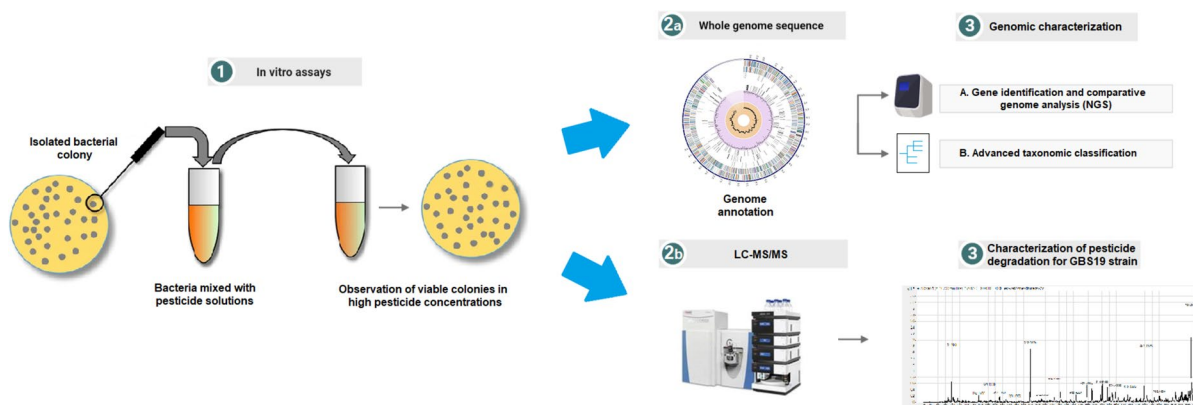 1 In vitro assays
Isolated bacterial
colony
Bacteria mixed with
pesticide solutions
Observation of viable colonies in
high pesticide concentrations
2a Whole genome sequence
Genome
annotation
3 Genomic characterization
A. Gene identification and comparative
genome analysis (NGS)
B. Advanced taxonomic classification
2b LC-MS/MS
3 Characterization of pesticide
degradation for GBS19 strain